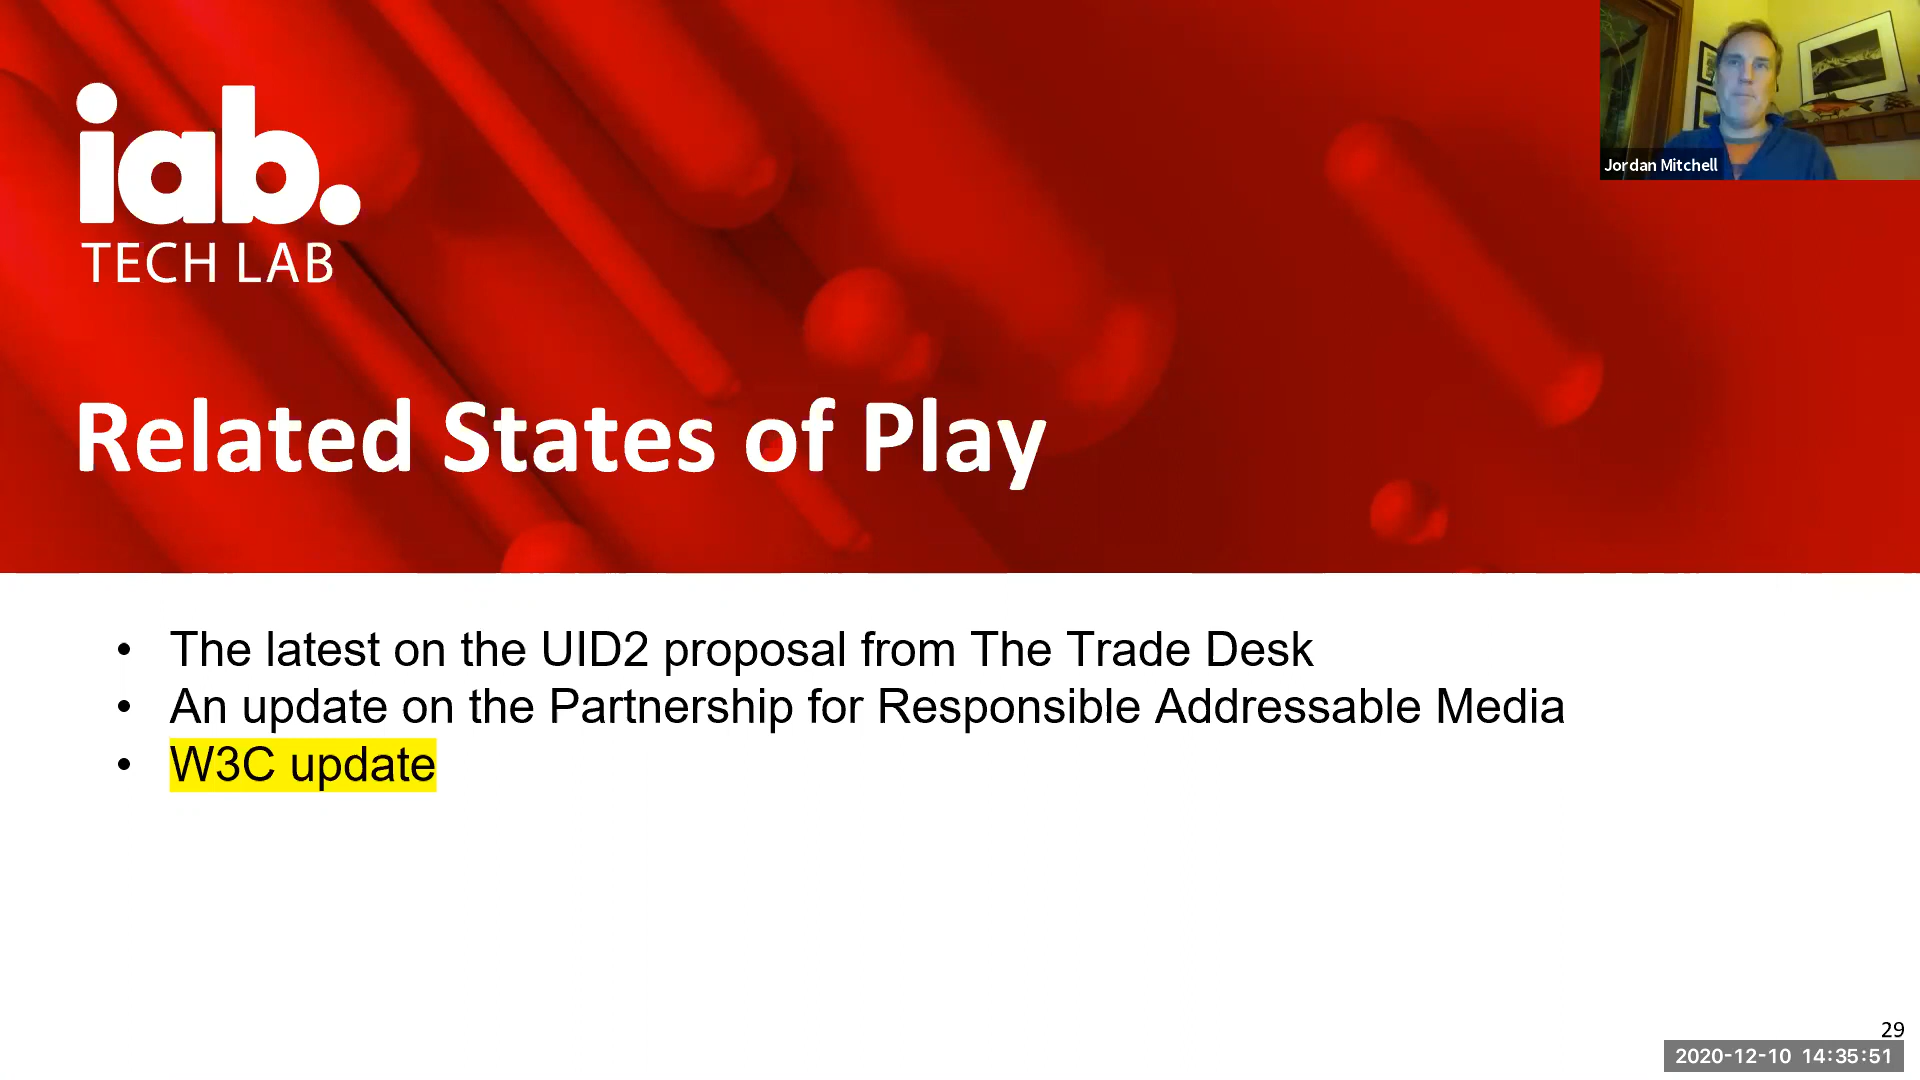 iab.
TECH LAB
Jordan Mitchell
Related States of Play
• The latest on the UID2 proposal from The Trade Desk
• An update on the Partnership for Responsible Addressable Media
• W3C update
29
2020-12-10 14:35:51